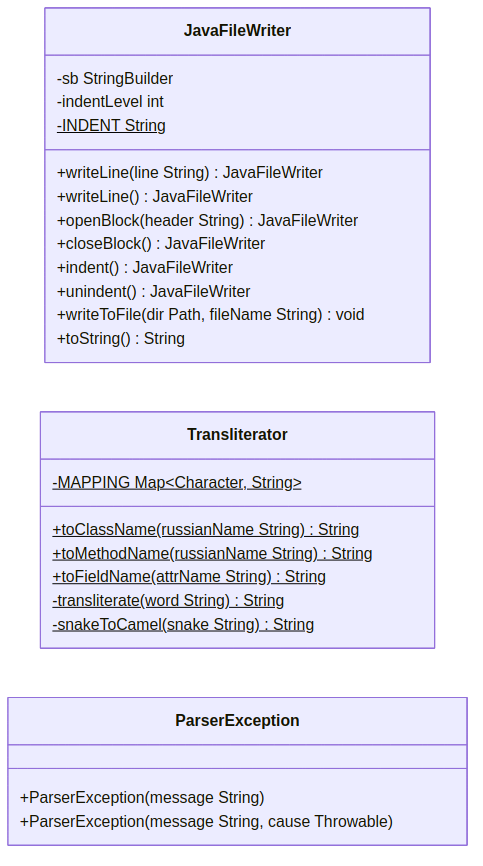 JavaFileWriter
-sb StringBuilder
-indentLevel int
-INDENT String
+writeLine(line String) : JavaFileWriter
+writeLine() : JavaFileWriter
+openBlock(header String) : JavaFileWriter
+closeBlock() : JavaFileWriter
+indent() : JavaFileWriter
+unindent() : JavaFileWriter
+writeToFile(dir Path, fileName String) : void
+toString() : String
Transliterator
-MAPPING Map<Character, String>
+toClassName(russianName String) : String
+toMethodName(russianName String) : String
+toFieldName(attrName String) : String
-transliterate(word String) : String
-snakeToCamel(snake String) : String
ParserException
+ParserException(message String)
+ParserException(message String, cause Throwable)